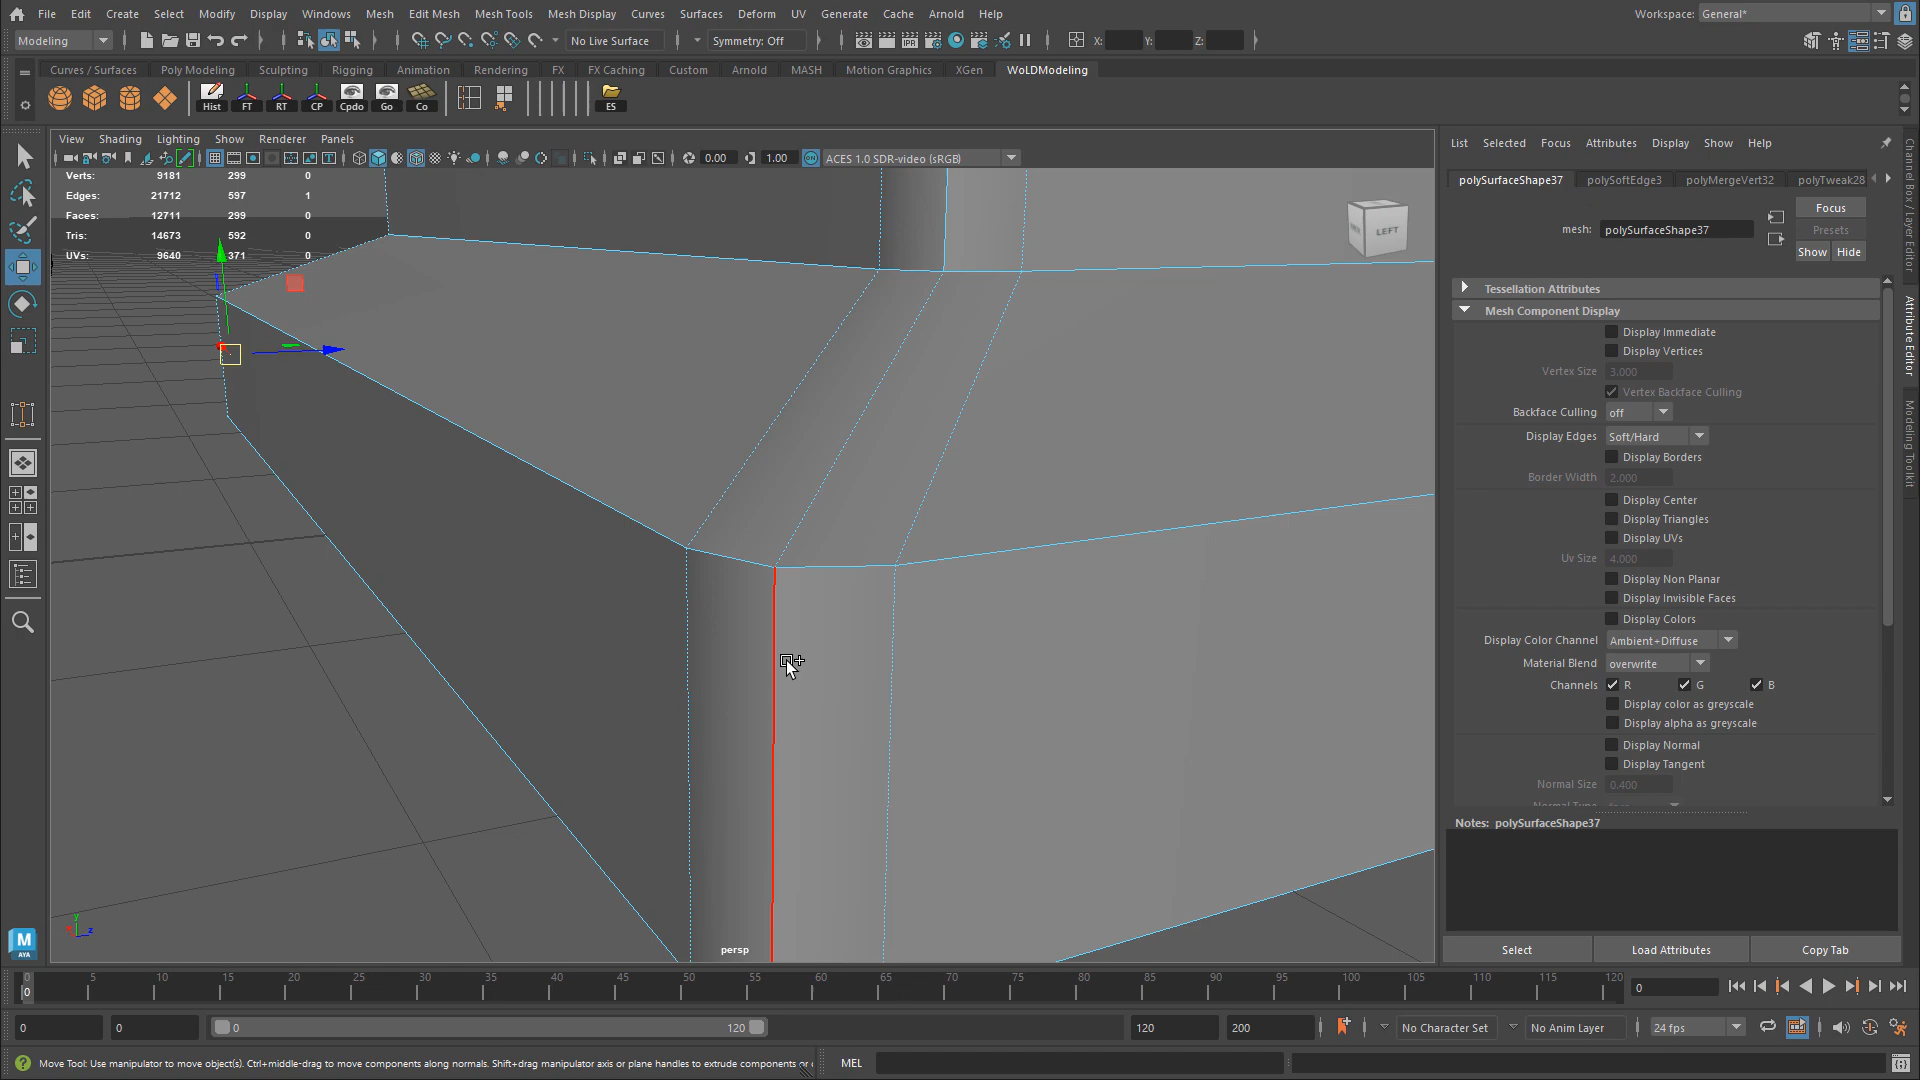 File Edit Create Select Modify Display Windows Mesh Edit Mesh Mesh Tools Mesh Display Curves Surfaces Deform UV Generate Cache Arnold Help
Workspace: General*
Modeling
No Live Surface
Symmetry: Off
X: Y: Z:
Curves / Surfaces Poly Modeling Sculpting Rigging Animation Rendering FX FX Caching Custom Arnold MASH Motion Graphics XGen WoLDModeling
Hist FT RT CP Cpdo Go Co ES
View Shading Lighting Show Renderer Panels
0.00 1.00 ACES 1.0 SDR-video (sRGB)
Verts: 9181 299 0
Edges: 21712 597 1
Faces: 12711 299 0
Tris: 14673 592 0
UVs: 9640 371 0
LEFT
persp
List Selected Focus Attributes Display Show Help
polySurfaceShape37 polySoftEdge3 polyMergeVert32 polyTweak28
mesh: polySurfaceShape37
Focus
Presets
Show Hide
Tessellation Attributes
Mesh Component Display
Display Immediate
Display Vertices
Vertex Size 3.000
Vertex Backface Culling
Backface Culling off
Display Edges Soft/Hard
Display Borders
Border Width 2.000
Display Center
Display Triangles
Display UVs
Uv Size 4.000
Display Non Planar
Display Invisible Faces
Display Colors
Display Color Channel Ambient+Diffuse
Material Blend overwrite
Channels R G B
Display color as greyscale
Display alpha as greyscale
Display Normal
Display Tangent
Normal Size 0.400
Notes: polySurfaceShape37
Select Load Attributes Copy Tab
Channel Box / Layer Editor
Attribute Editor
Modeling Toolkit
M
AYA
0 5 10 15 20 25 30 35 40 45 50 55 60 65 70 75 80 85 90 95 100 105 110 115 120
0
0
0 0 0 120 120 200 No Character Set No Anim Layer 24 fps
Move Tool: Use manipulator to move object(s). Ctrl+middle-drag to move components along normals. Shift+drag manipulator axis or plane handles to extrude components or
MEL